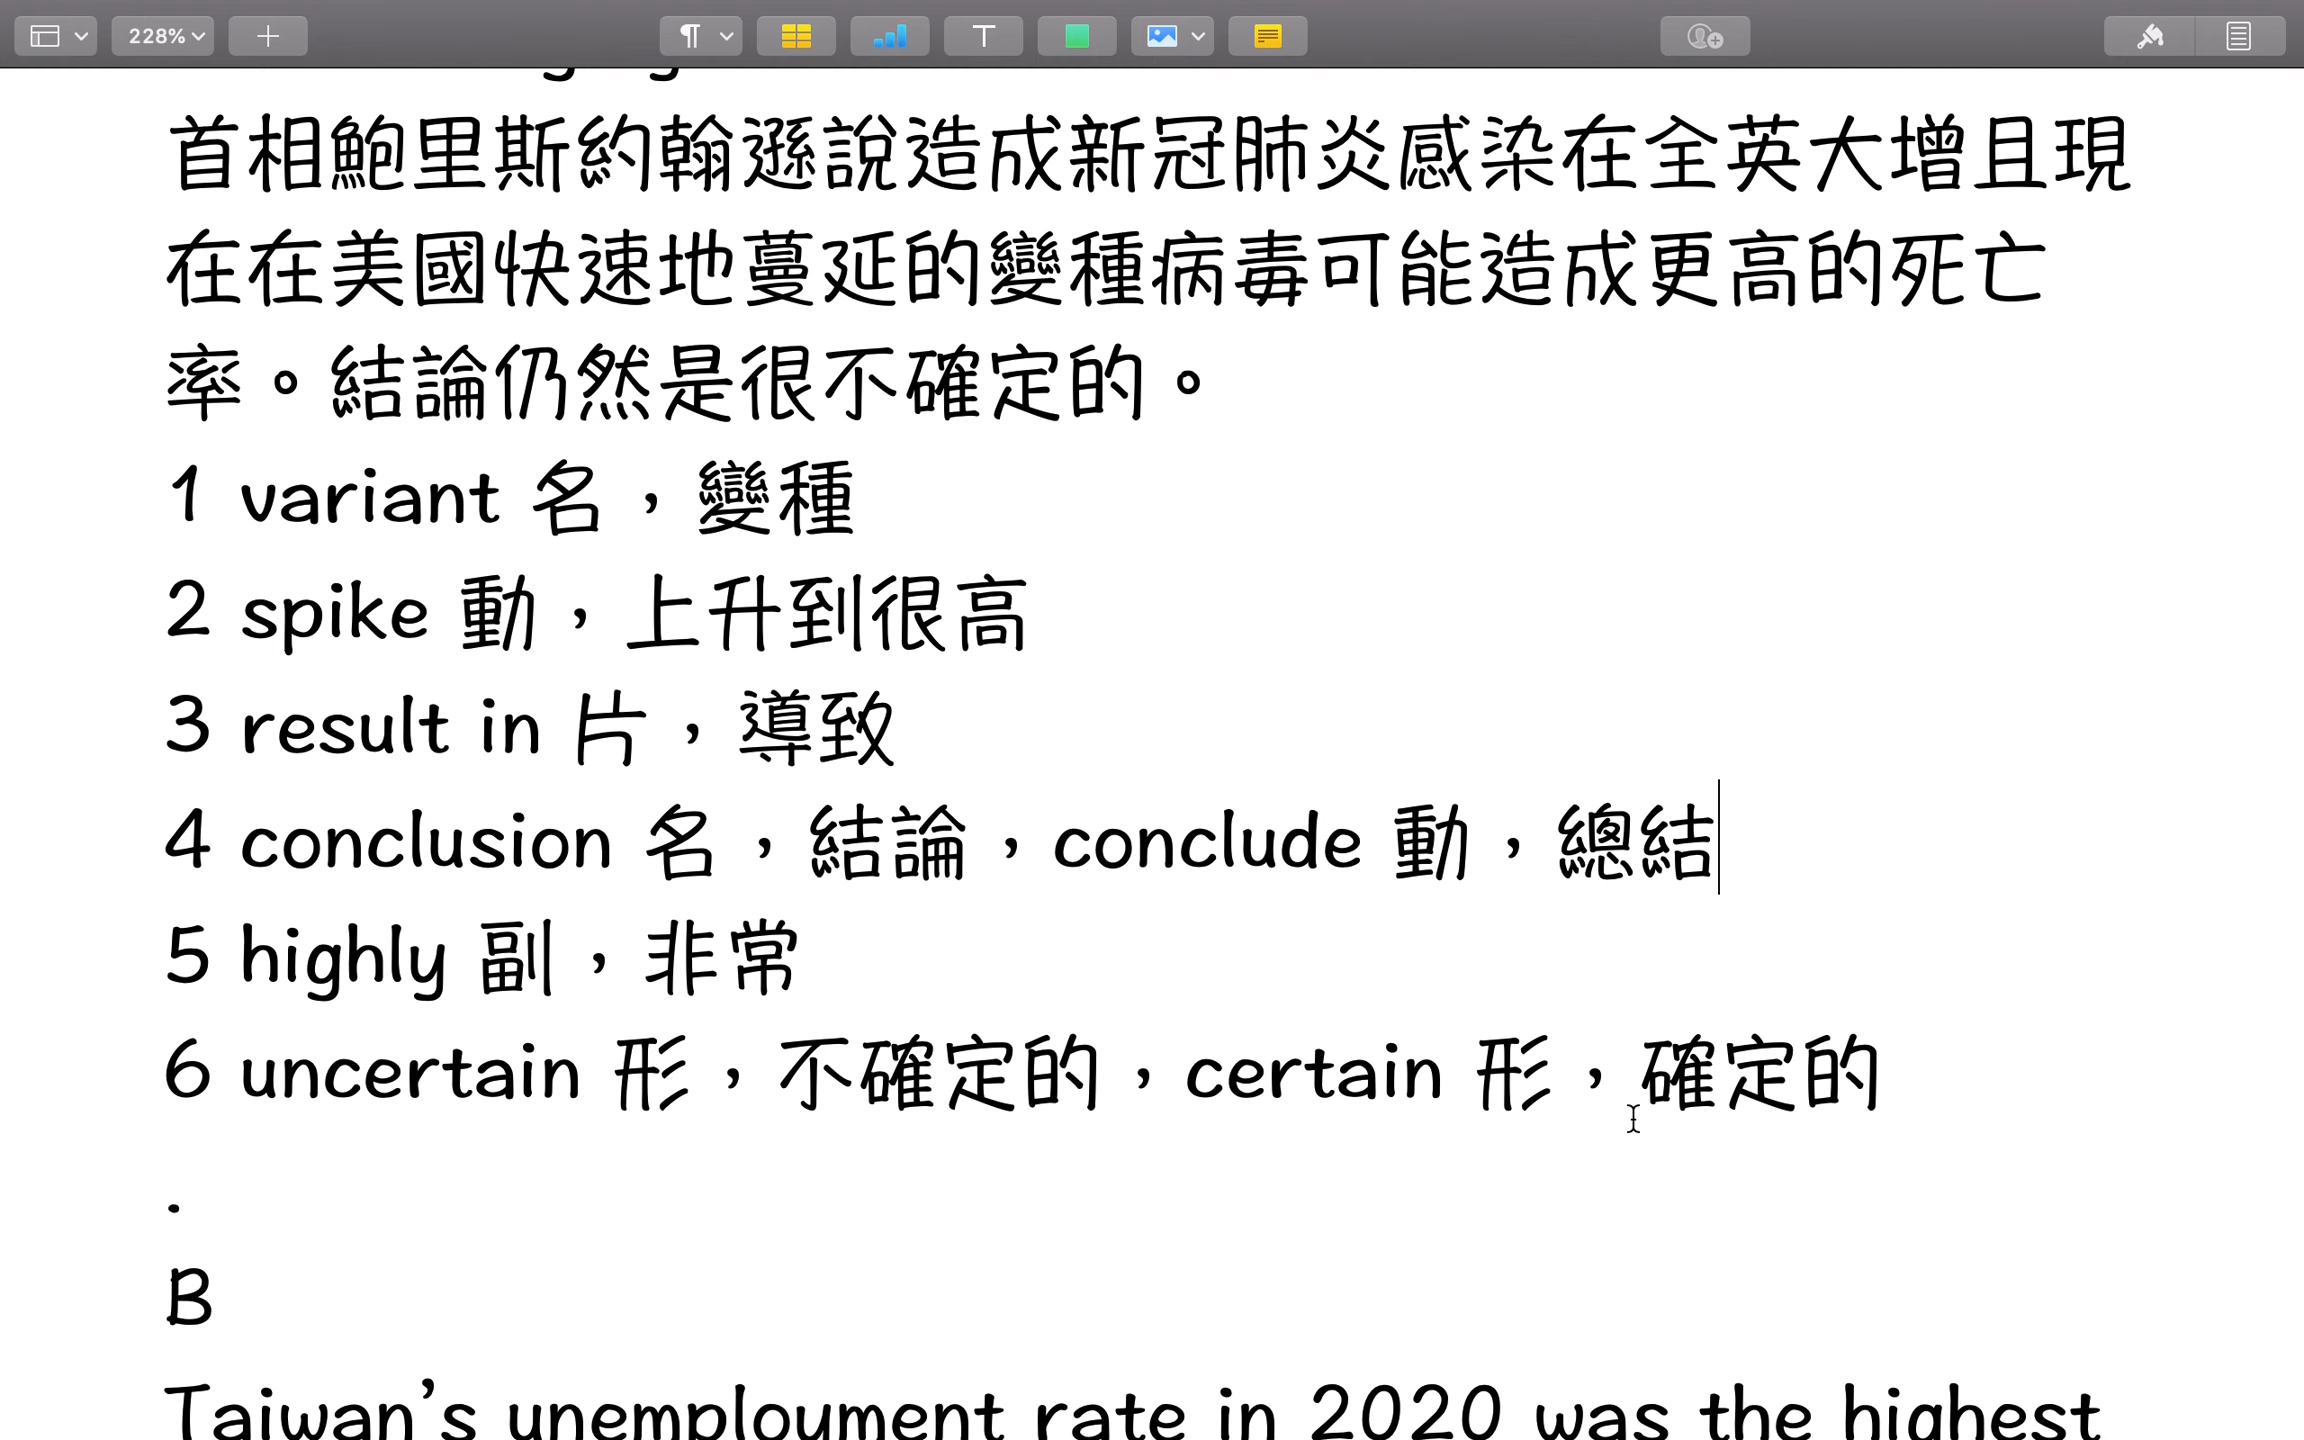 228%
首相鮑里斯約翰遜說造成新冠肺炎感染在全英大增且現
在在美國快速地蔓延的變種病毒可能造成更高的死亡
率。結論仍然是很不確定的。
1 variant 名，變種
2 spike 動，上升到很高
3 result in 片，導致
4 conclusion 名，結論，conclude 動，總結
5 highly 副，非常
6 uncertain 形，不確定的，certain 形，確定的
.
B
Taiwan’s unemployment rate in 2020 was the highest